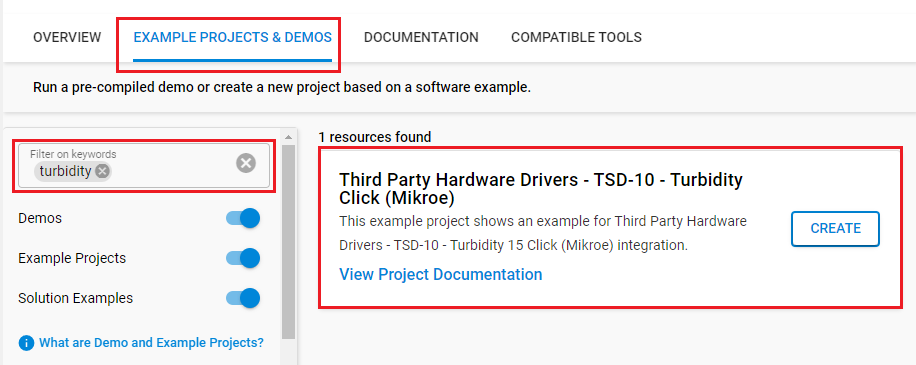 OVERVIEW EXAMPLE PROJECTS & DEMOS DOCUMENTATION COMPATIBLE TOOLS
Run a pre-compiled demo or create a new project based on a software example.
Filter on keywords
turbidity
Demos
Example Projects
Solution Examples
What are Demo and Example Projects?
1 resources found
Third Party Hardware Drivers - TSD-10 - Turbidity
Click (Mikroe)
This example project shows an example for Third Party Hardware
Drivers - TSD-10 - Turbidity 15 Click (Mikroe) integration.
View Project Documentation
CREATE